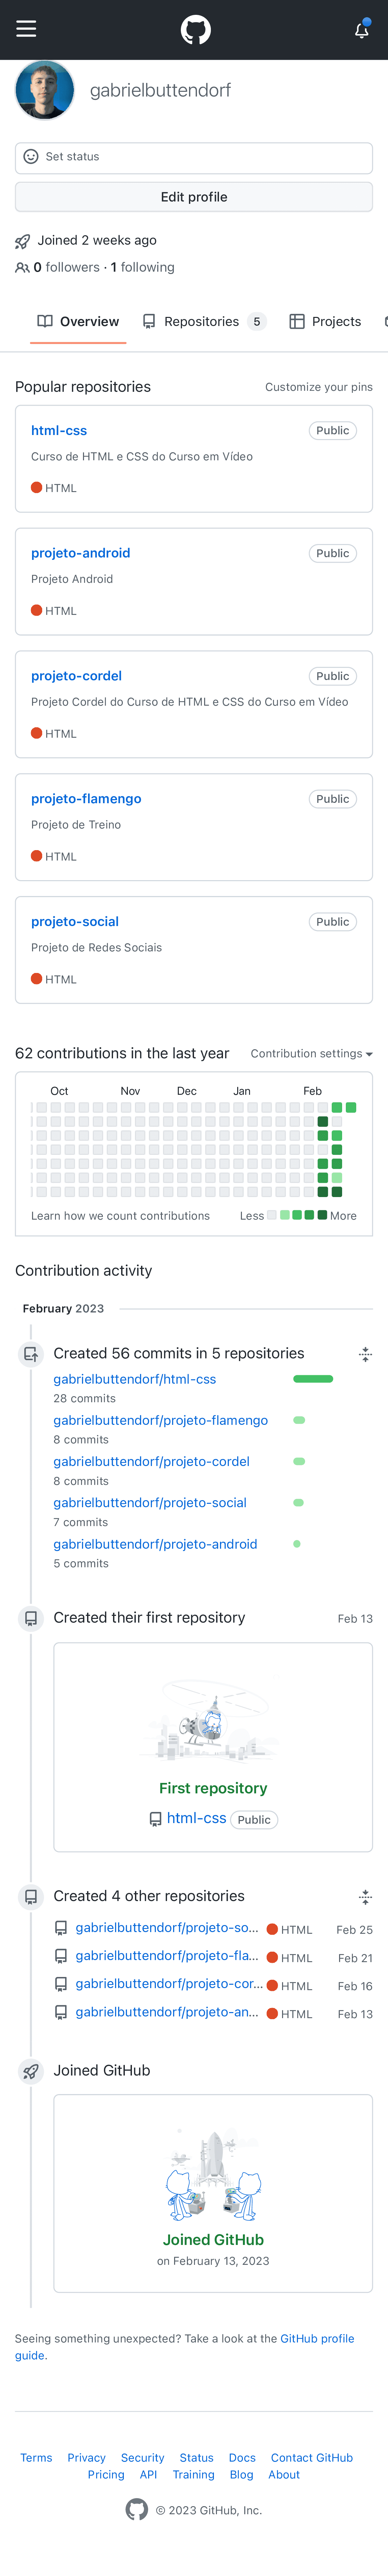 gabrielbuttendorf
Set status
Edit profile
Joined 2 weeks ago
0 followers · 1 following
Overview Repositories 5 Projects
Popular repositories Customize your pins
html-css Public
Curso de HTML e CSS do Curso em Vídeo
HTML
projeto-android Public
Projeto Android
HTML
projeto-cordel Public
Projeto Cordel do Curso de HTML e CSS do Curso em Vídeo
HTML
projeto-flamengo Public
Projeto de Treino
HTML
projeto-social Public
Projeto de Redes Sociais
HTML
62 contributions in the last year Contribution settings
Oct Nov Dec Jan Feb
Learn how we count contributions Less More
Contribution activity
February 2023
Created 56 commits in 5 repositories
gabrielbuttendorf/html-css
28 commits
gabrielbuttendorf/projeto-flamengo
8 commits
gabrielbuttendorf/projeto-cordel
8 commits
gabrielbuttendorf/projeto-social
7 commits
gabrielbuttendorf/projeto-android
5 commits
Created their first repository Feb 13
First repository
html-css Public
Created 4 other repositories
gabrielbuttendorf/projeto-so... HTML Feb 25
gabrielbuttendorf/projeto-fla... HTML Feb 21
gabrielbuttendorf/projeto-cor... HTML Feb 16
gabrielbuttendorf/projeto-an... HTML Feb 13
Joined GitHub
Joined GitHub
on February 13, 2023
Seeing something unexpected? Take a look at the GitHub profile
guide.
Terms Privacy Security Status Docs Contact GitHub
Pricing API Training Blog About
© 2023 GitHub, Inc.